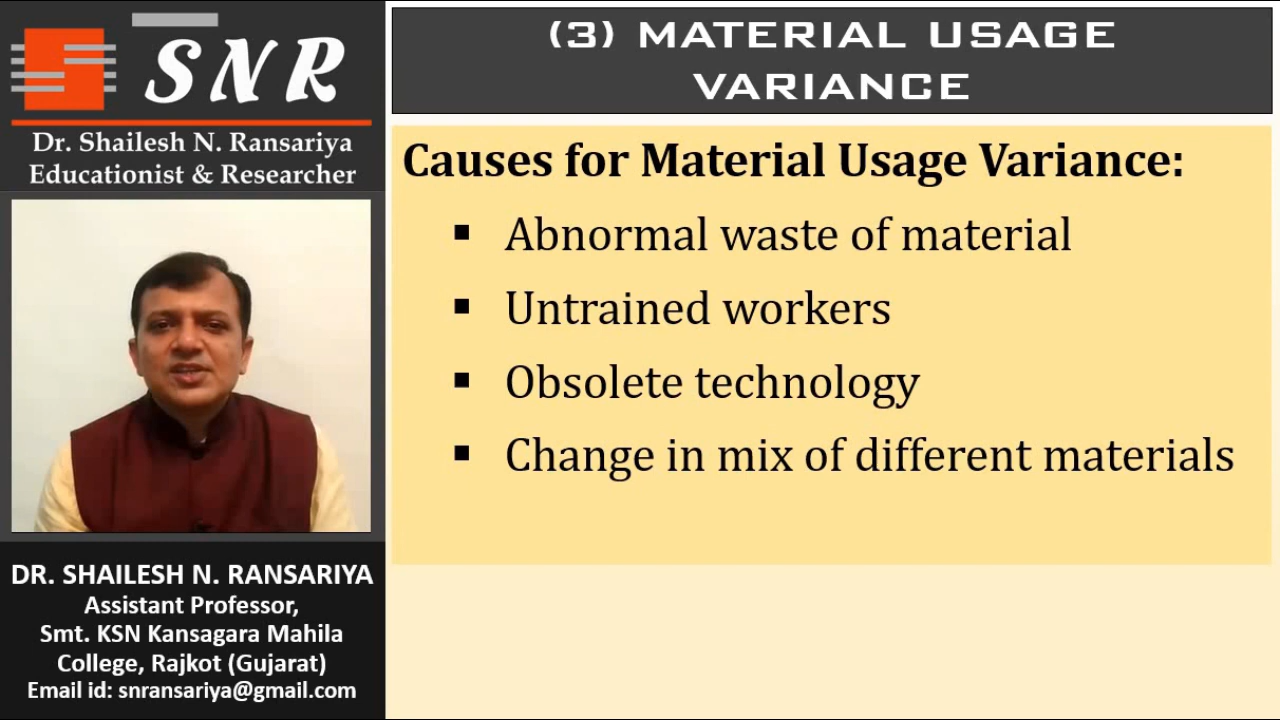 SNR
Dr. Shailesh N. Ransariya
Educationist & Researcher
DR. SHAILESH N. RANSARIYA
Assistant Professor,
Smt. KSN Kansagara Mahila
College, Rajkot (Gujarat)
Email id: snransariya@gmail.com
(3) MATERIAL USAGE
VARIANCE
Causes for Material Usage Variance:
▪ Abnormal waste of material
▪ Untrained workers
▪ Obsolete technology
▪ Change in mix of different materials